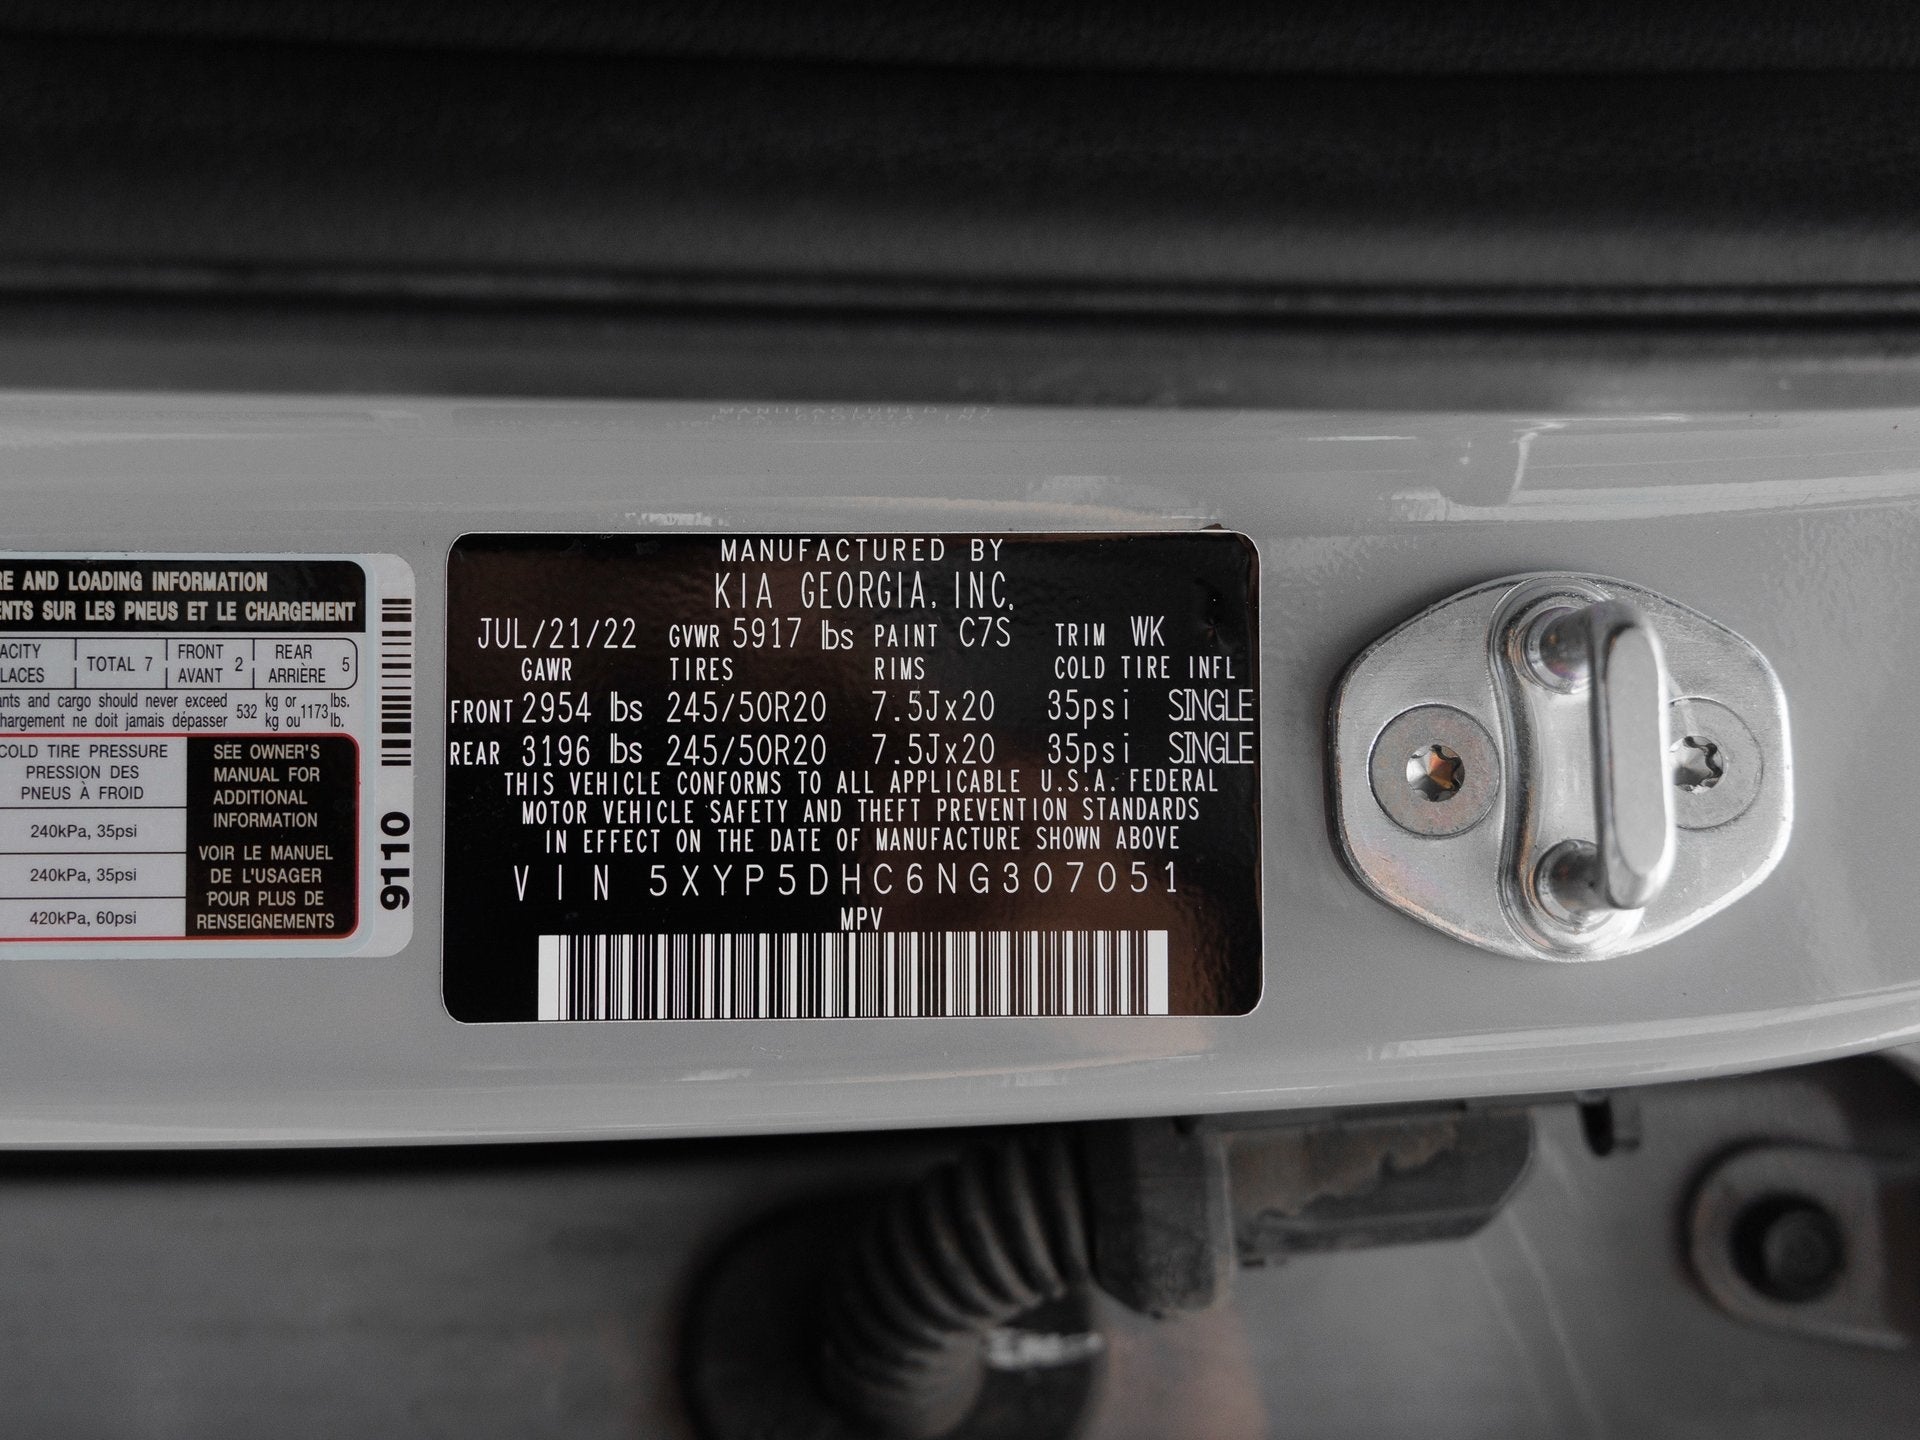 RE AND LOADING INFORMATION
ENTS SUR LES PNEUS ET LE CHARGEMENT
ACITY
LACES
TOTAL 7
FRONT
AVANT 2
REAR
ARRIÈRE 5
ants and cargo should never exceed 532 kg or 1173 lbs.
hargement ne doit jamais dépasser kg ou lb.
COLD TIRE PRESSURE
PRESSION DES
PNEUS À FROID
240kPa, 35psi
240kPa, 35psi
420kPa, 60psi
SEE OWNER'S
MANUAL FOR
ADDITIONAL
INFORMATION
VOIR LE MANUEL
DE L'USAGER
POUR PLUS DE
RENSEIGNEMENTS
9110
MANUFACTURED BY
KIA GEORGIA, INC.
JUL/21/22 GVWR 5917 lbs PAINT C7S TRIM WK
GAWR TIRES RIMS COLD TIRE INFL
FRONT 2954 lbs 245/50R20 7.5Jx20 35psi SINGLE
REAR 3196 lbs 245/50R20 7.5Jx20 35psi SINGLE
THIS VEHICLE CONFORMS TO ALL APPLICABLE U.S.A. FEDERAL
MOTOR VEHICLE SAFETY AND THEFT PREVENTION STANDARDS
IN EFFECT ON THE DATE OF MANUFACTURE SHOWN ABOVE
VIN 5XYP5DHC6NG307051
MPV